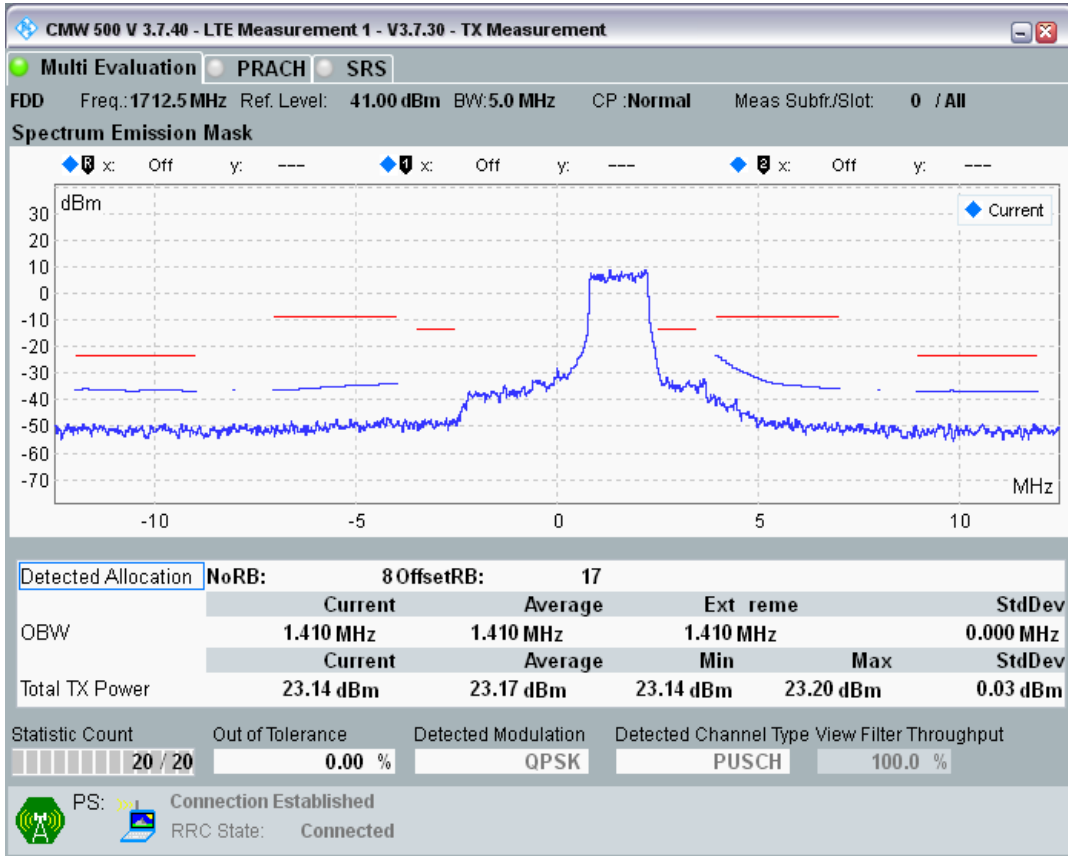 CMW 500 V 3.7.40 - LTE Measurement 1 - V3.7.30 - TX Measurement
Multi Evaluation PRACH SRS
FDD Freq.: 1712.5 MHz Ref. Level: 41.00 dBm BW: 5.0 MHz CP : Normal Meas Subfr./Slot: 0 / All
Spectrum Emission Mask
R x: Off y: --- 1 x: Off y: --- 2 x: Off y: ---
dBm
Current
30
20
10
0
-10
-20
-30
-40
-50
-60
-70
MHz
-10 -5 0 5 10
Detected Allocation NoRB: 8 OffsetRB: 17
Current Average Ext reme StdDev
OBW 1.410 MHz 1.410 MHz 1.410 MHz 0.000 MHz
Current Average Min Max StdDev
Total TX Power 23.14 dBm 23.17 dBm 23.14 dBm 23.20 dBm 0.03 dBm
Statistic Count Out of Tolerance Detected Modulation Detected Channel Type View Filter Throughput
20 / 20 0.00 % QPSK PUSCH 100.0 %
PS: Connection Established
RRC State: Connected